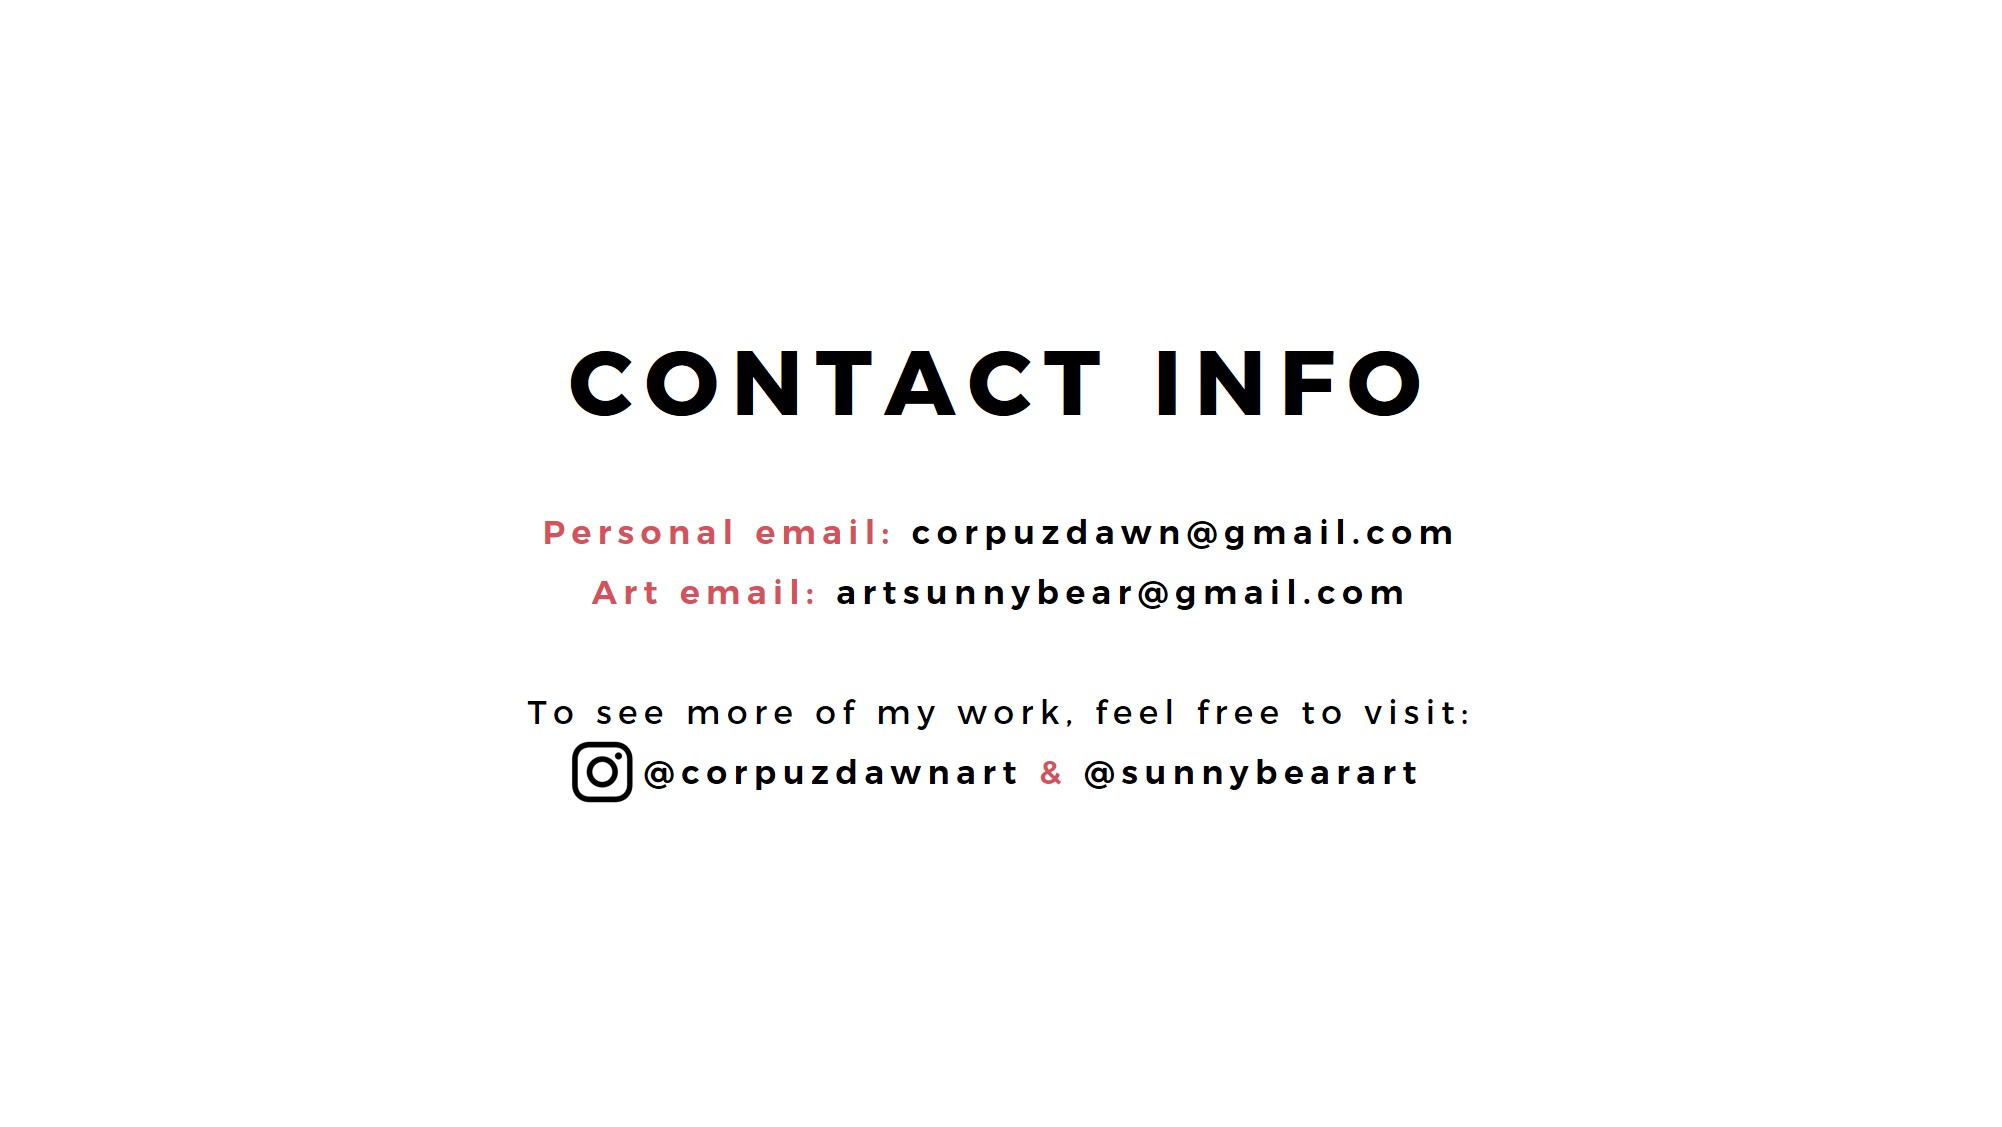 CONTACT INFO
Personal email: corpuzdawn@gmail.com
Art email: artsunnybear@gmail.com
To see more of my work, feel free to visit:
@corpuzdawnart & @sunnybearart